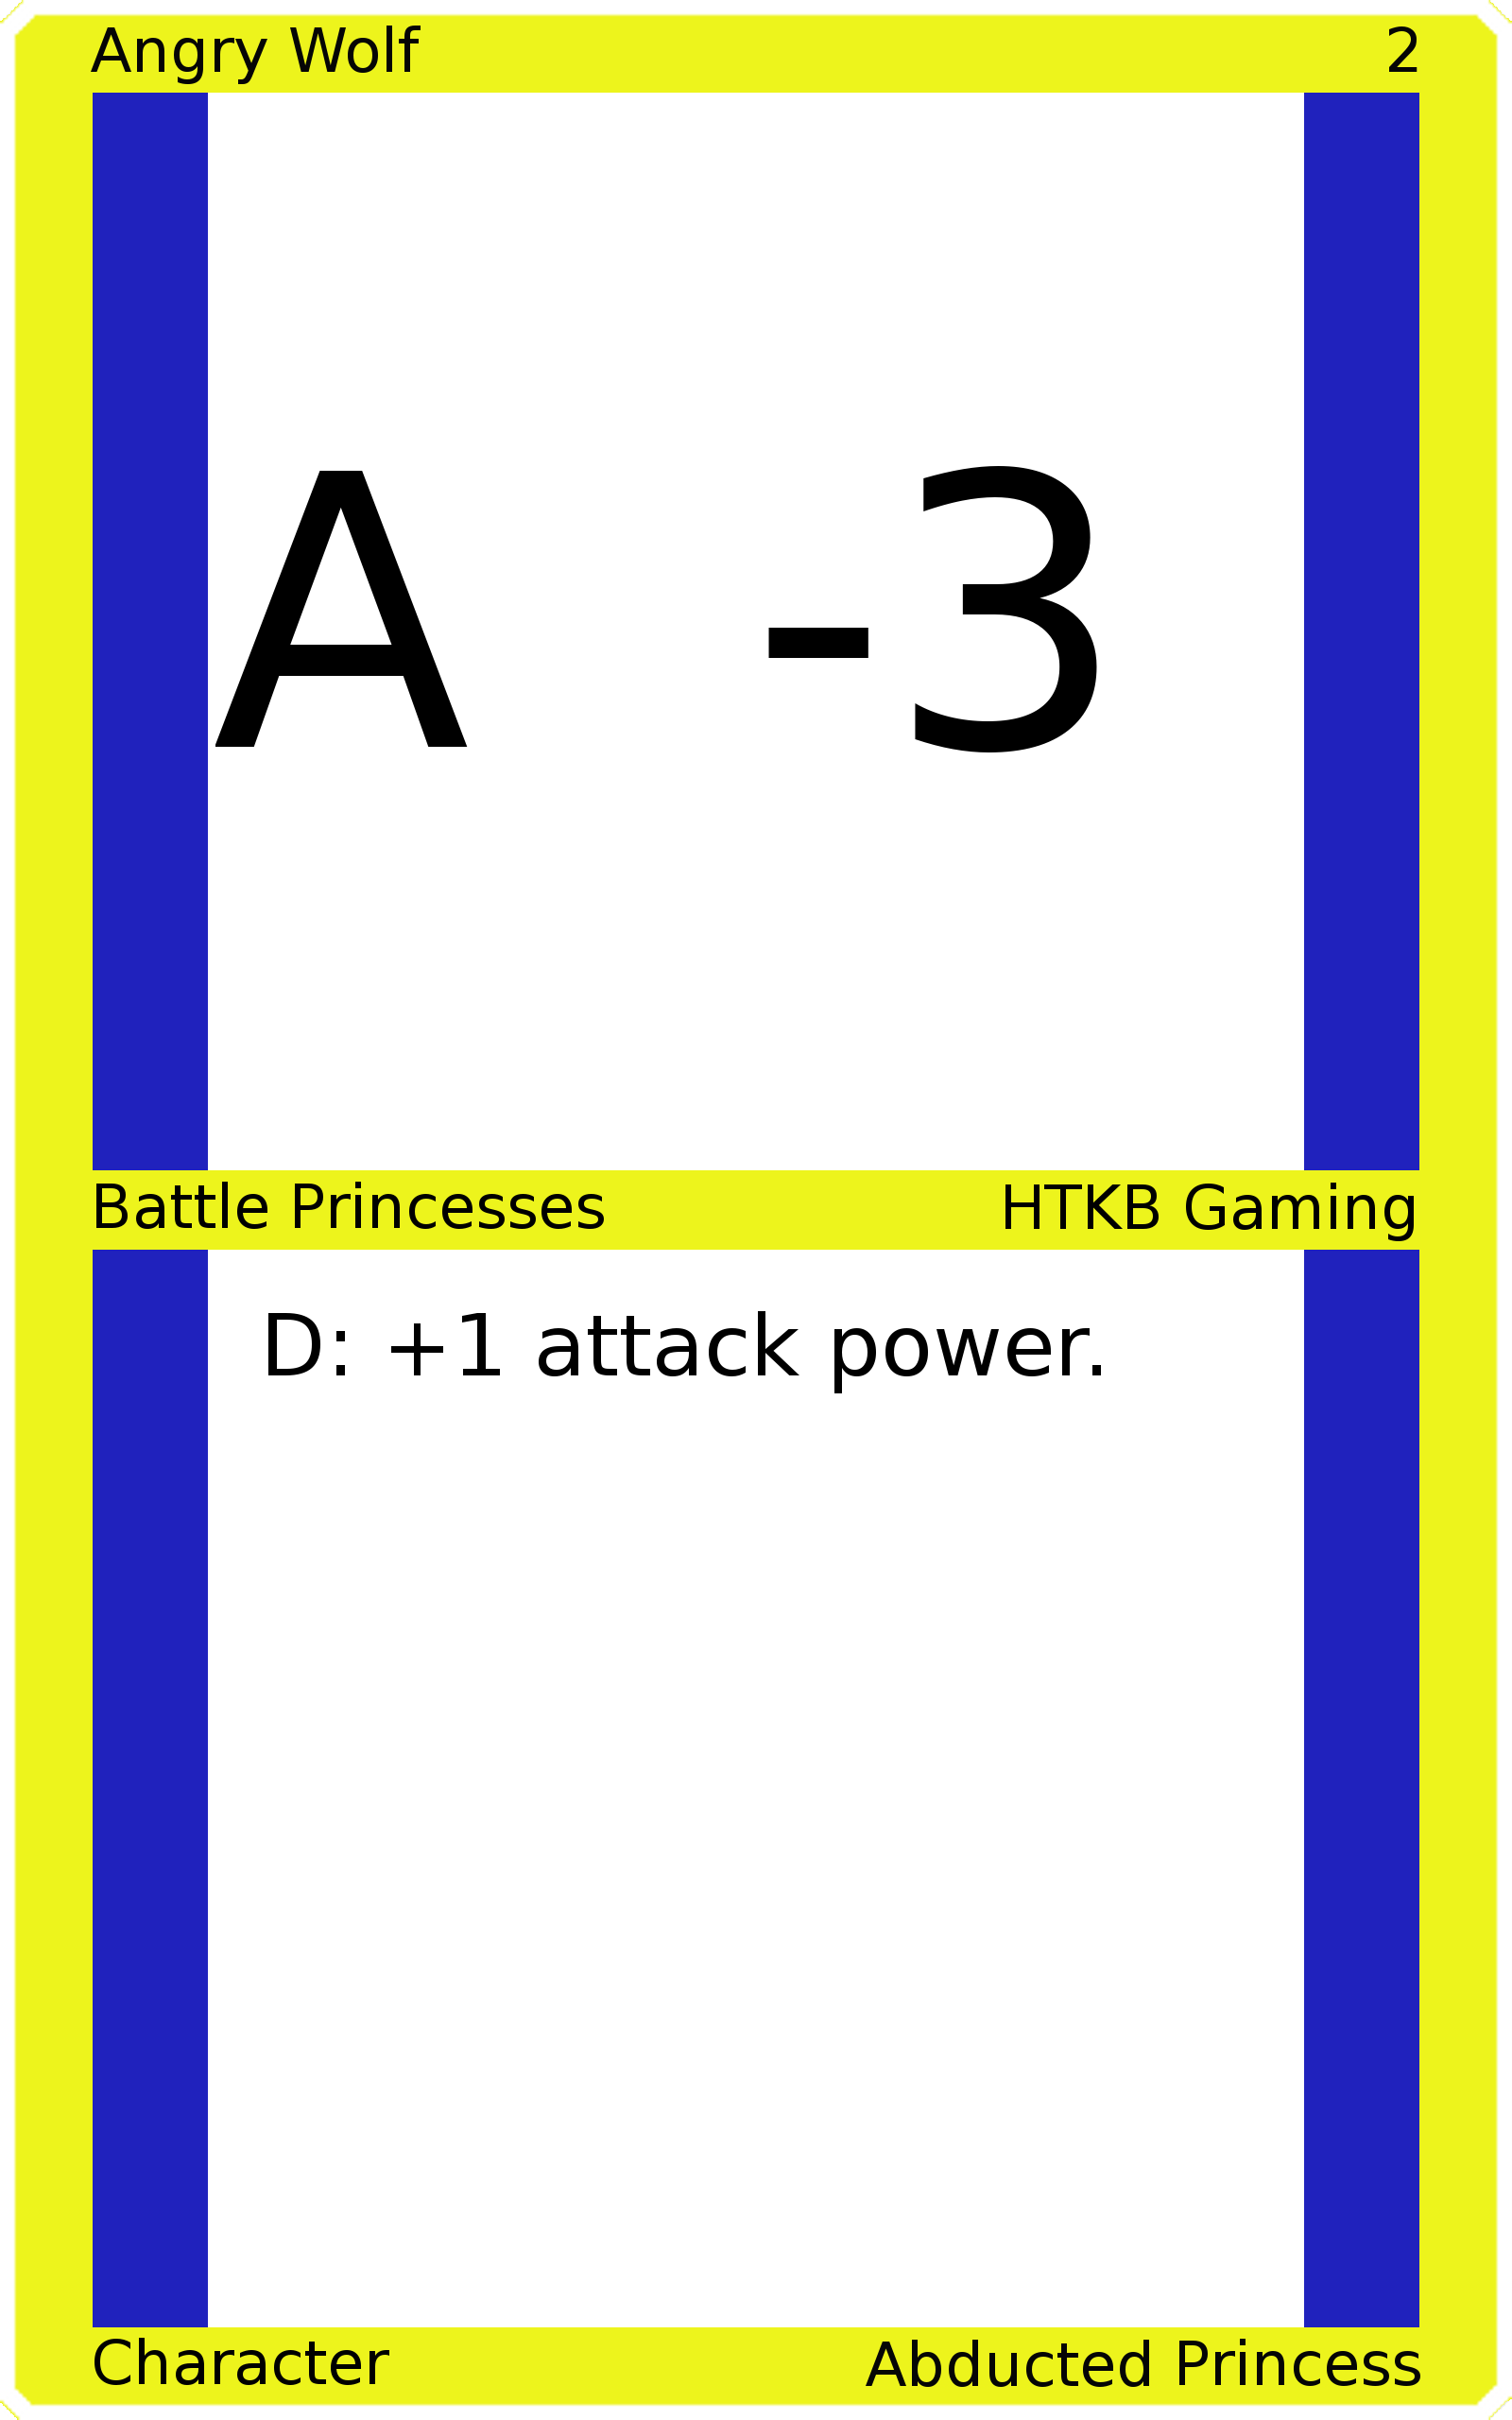 Angry Wolf 2
A -3
Battle Princesses HTKB Gaming
D: +1 attack power.
Character Abducted Princess